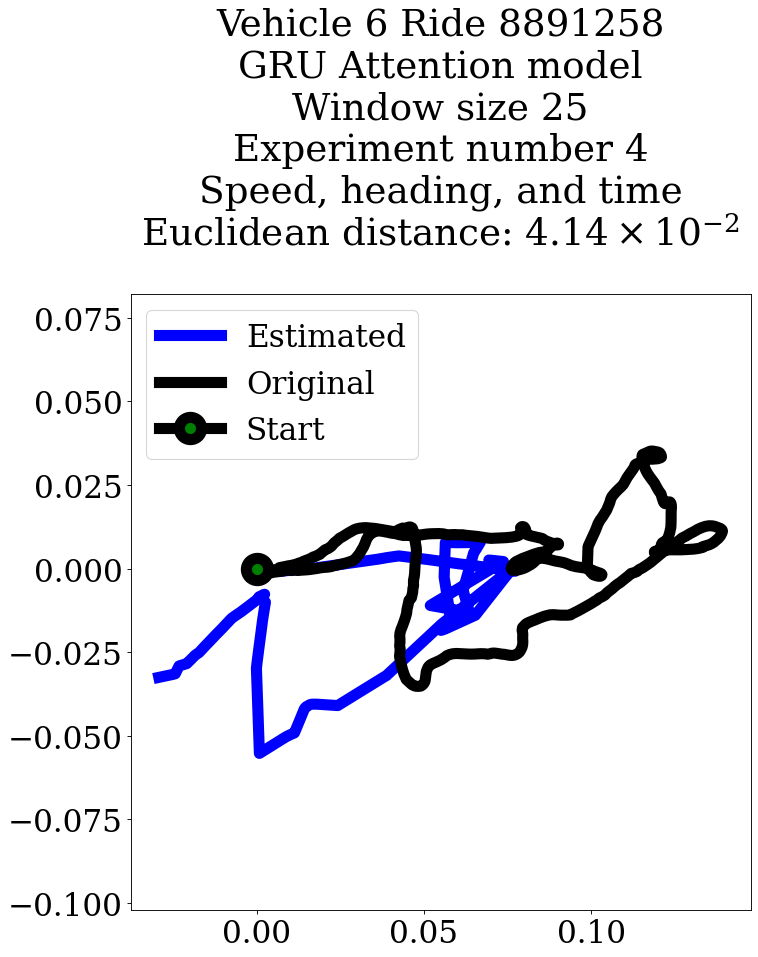 Vehicle 6 Ride 8891258
GRU Attention model
Window size 25
Experiment number 4
Speed, heading, and time
Euclidean distance: 4.14 × 10⁻²
Estimated
Original
Start
0.075
0.050
0.025
0.000
−0.025
−0.050
−0.075
−0.100
0.00 0.05 0.10